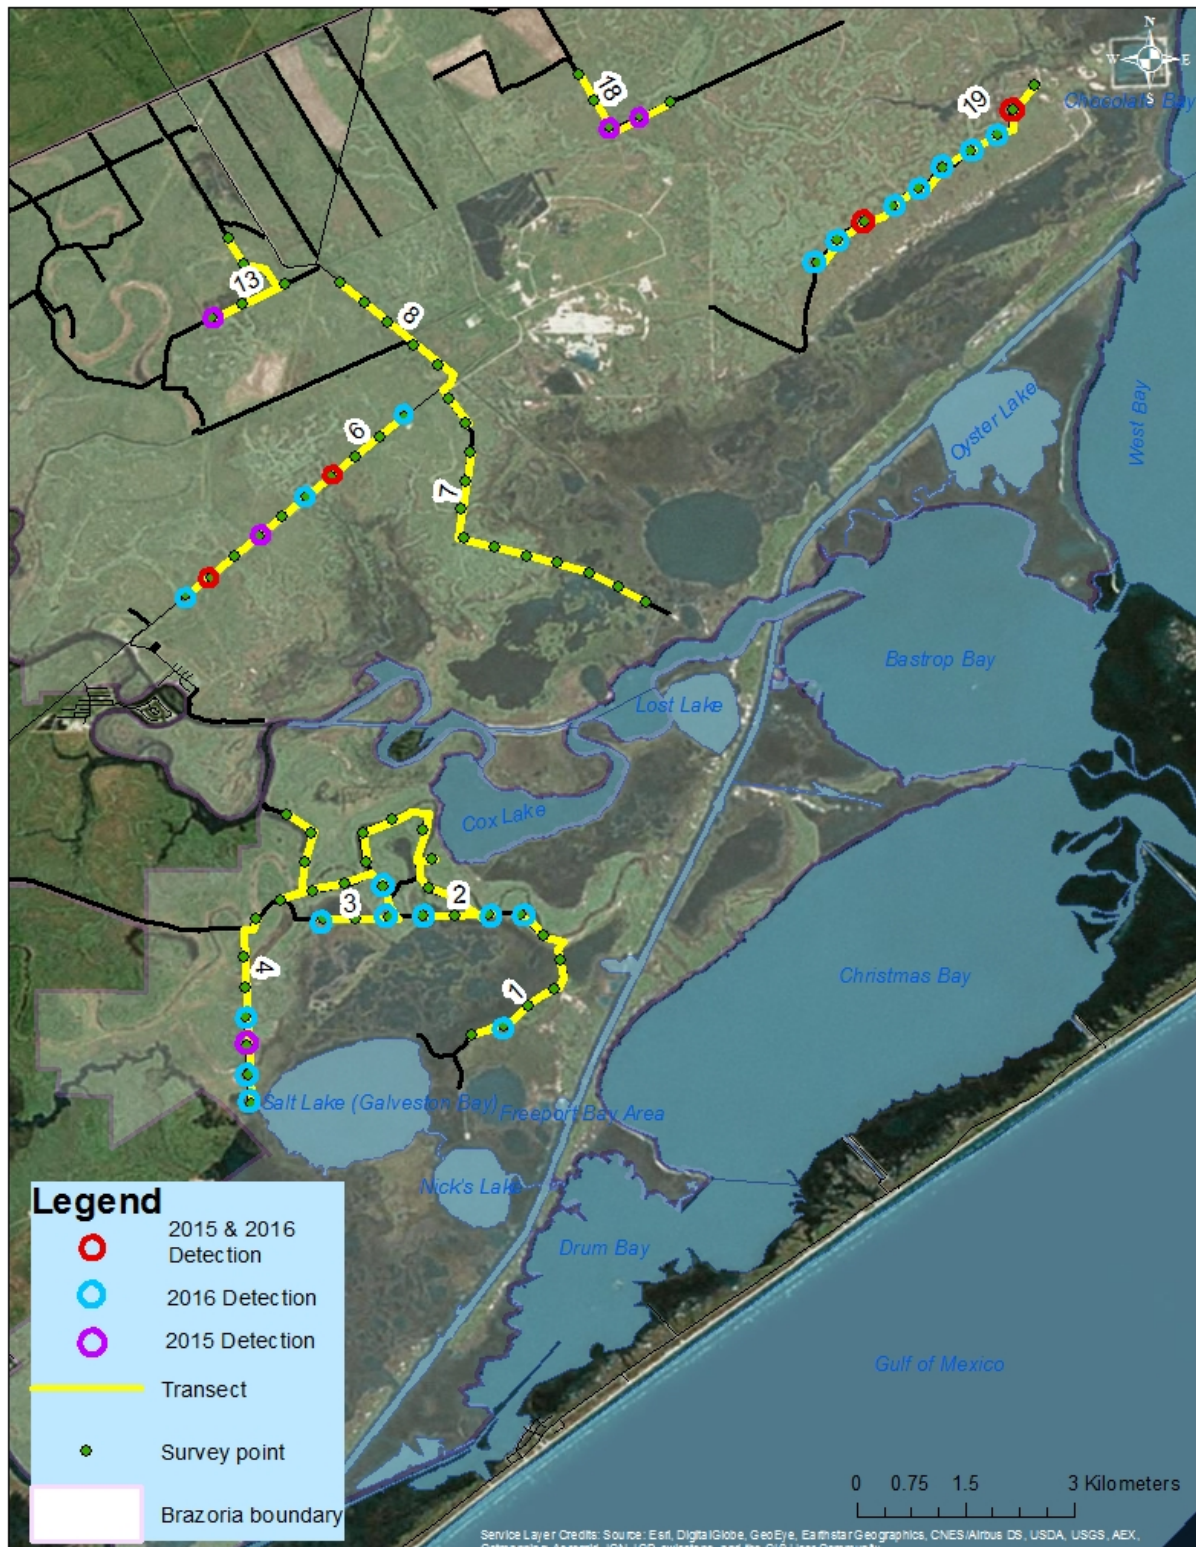 N
W E
S
Chocolate Bay
18
19
13
8
West Bay
Oyster Lake
6
7
Bastrop Bay
Lost Lake
Cox Lake
3
2
4
Christmas Bay
1
Salt Lake (Galveston Bay)
Freeport Bay Area
Nick's Lake
Drum Bay
Gulf of Mexico
Legend
2015 & 2016
Detection
2016 Detection
2015 Detection
Transect
Survey point
Brazoria boundary
0 0.75 1.5 3 Kilometers
Service Layer Credits: Source: Esri, DigitalGlobe, GeoEye, Earthstar Geographics, CNES/Airbus DS, USDA, USGS, AEX,